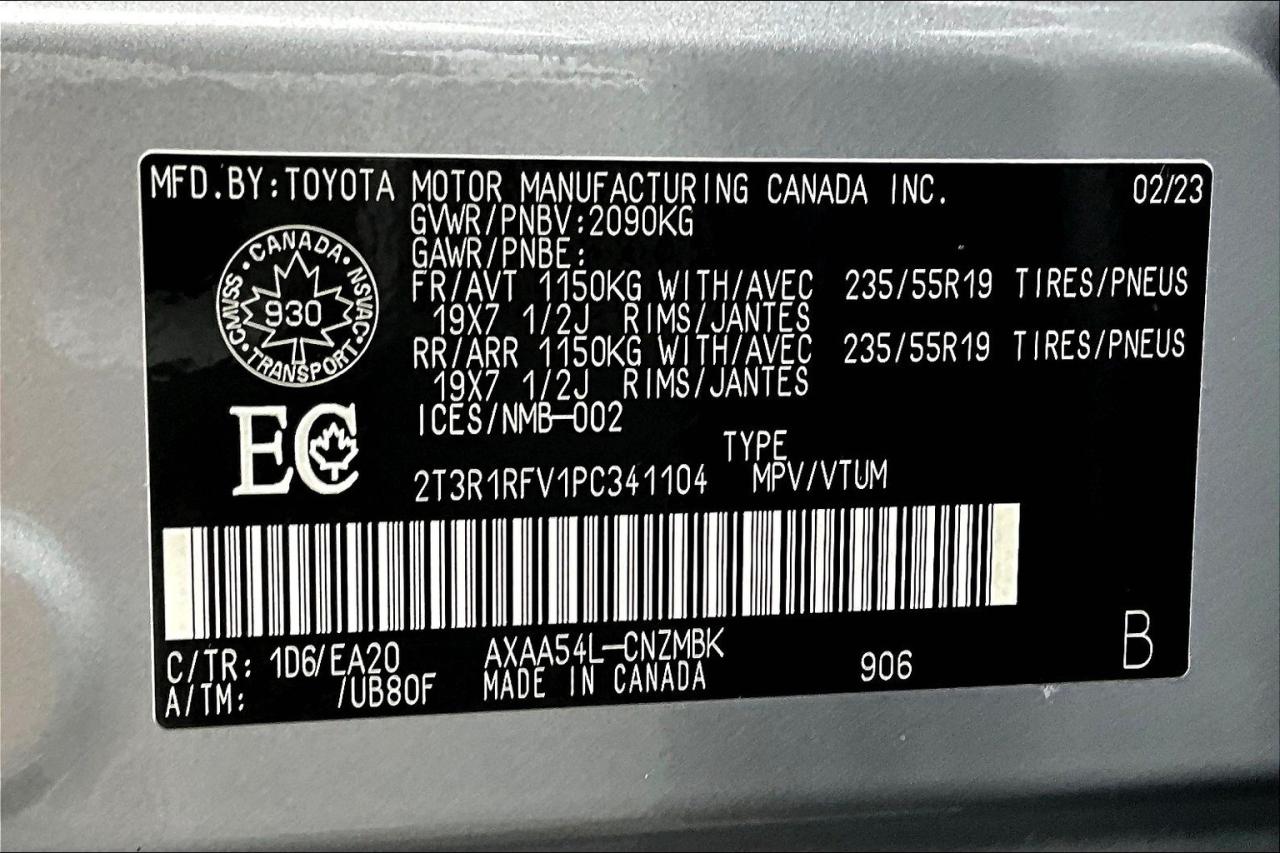 MFD.BY:TOYOTA MOTOR MANUFACTURING CANADA INC. 02/23
GVWR/PNBV:2090KG
GAWR/PNBE:
FR/AVT 1150KG WITH/AVEC 235/55R19 TIRES/PNEUS
19X7 1/2J RIMS/JANTES
RR/ARR 1150KG WITH/AVEC 235/55R19 TIRES/PNEUS
19X7 1/2J RIMS/JANTES
ICES/NMB-002
CANADA • NSVAC • TRANSPORT • CMVSS •
930
EC
TYPE
2T3R1RFV1PC341104 MPV/VTUM
C/TR: 1D6/EA20 AXAA54L-CNZMBK 906 B
A/TM: /UB80F MADE IN CANADA